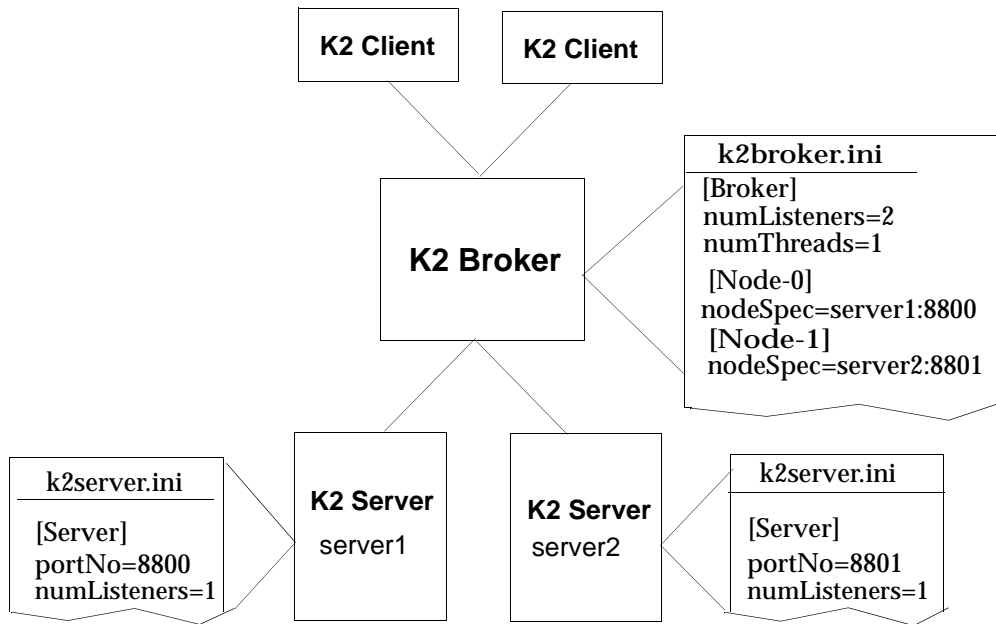 K2 Client
K2 Client
k2broker.ini
[Broker]
numListeners=2
numThreads=1
[Node-0]
nodeSpec=server1:8800
[Node-1]
nodeSpec=server2:8801
K2 Broker
k2server.ini
[Server]
portNo=8800
numListeners=1
K2 Server
server1
K2 Server
server2
k2server.ini
[Server]
portNo=8801
numListeners=1